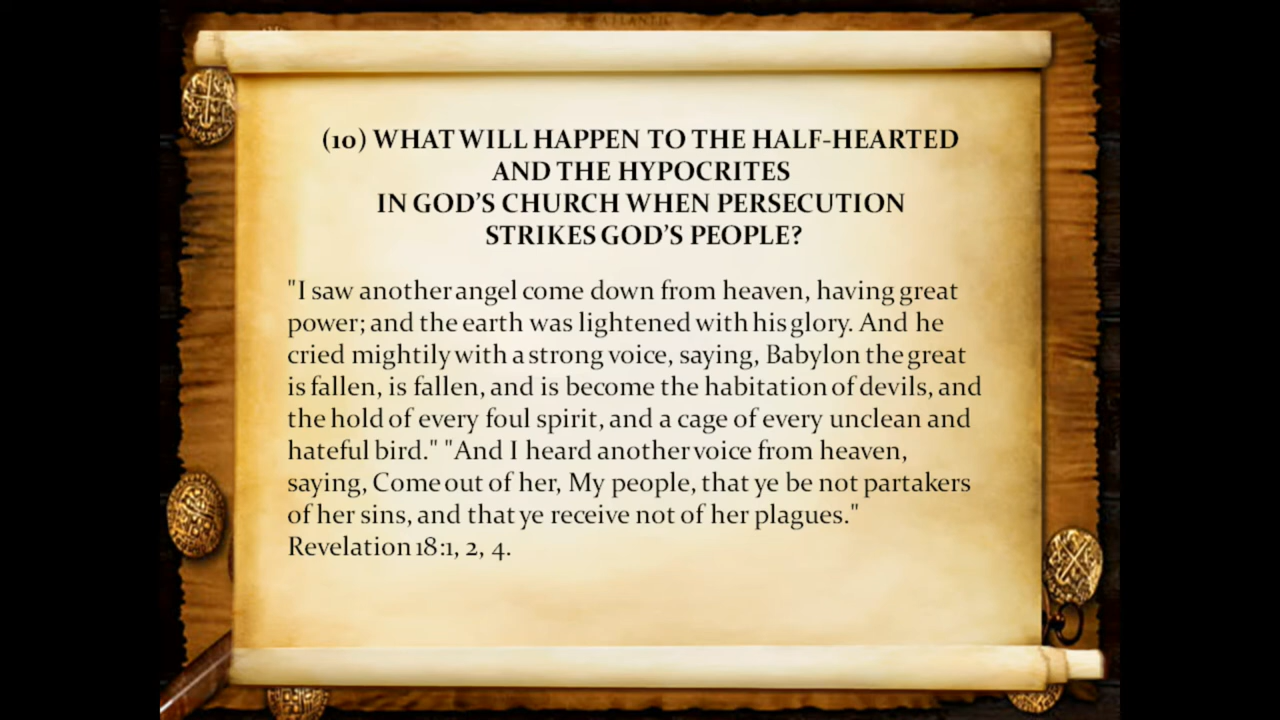 ATLANTIC
(10) WHAT WILL HAPPEN TO THE HALF-HEARTED
AND THE HYPOCRITES
IN GOD'S CHURCH WHEN PERSECUTION
STRIKES GOD'S PEOPLE?
"I saw another angel come down from heaven, having great
power; and the earth was lightened with his glory. And he
cried mightily with a strong voice, saying, Babylon the great
is fallen, is fallen, and is become the habitation of devils, and
the hold of every foul spirit, and a cage of every unclean and
hateful bird." "And I heard another voice from heaven,
saying, Come out of her, My people, that ye be not partakers
of her sins, and that ye receive not of her plagues."
Revelation 18:1, 2, 4.